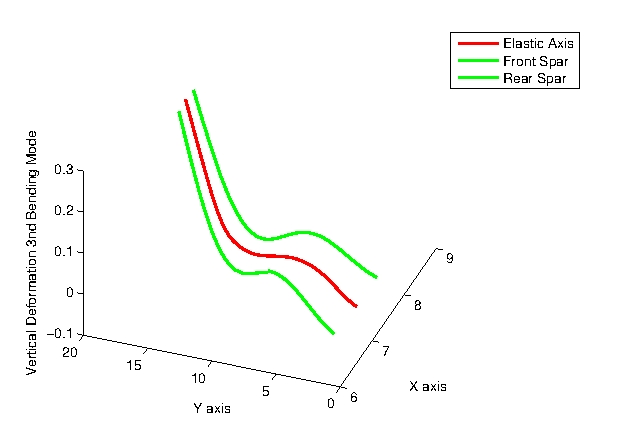 Elastic Axis
Front Spar
Rear Spar
Vertical Deformation 3nd Bending Mode
0.3
0.2
0.1
0
−0.1
20
15
10
5
0
Y axis
6
7
8
9
X axis